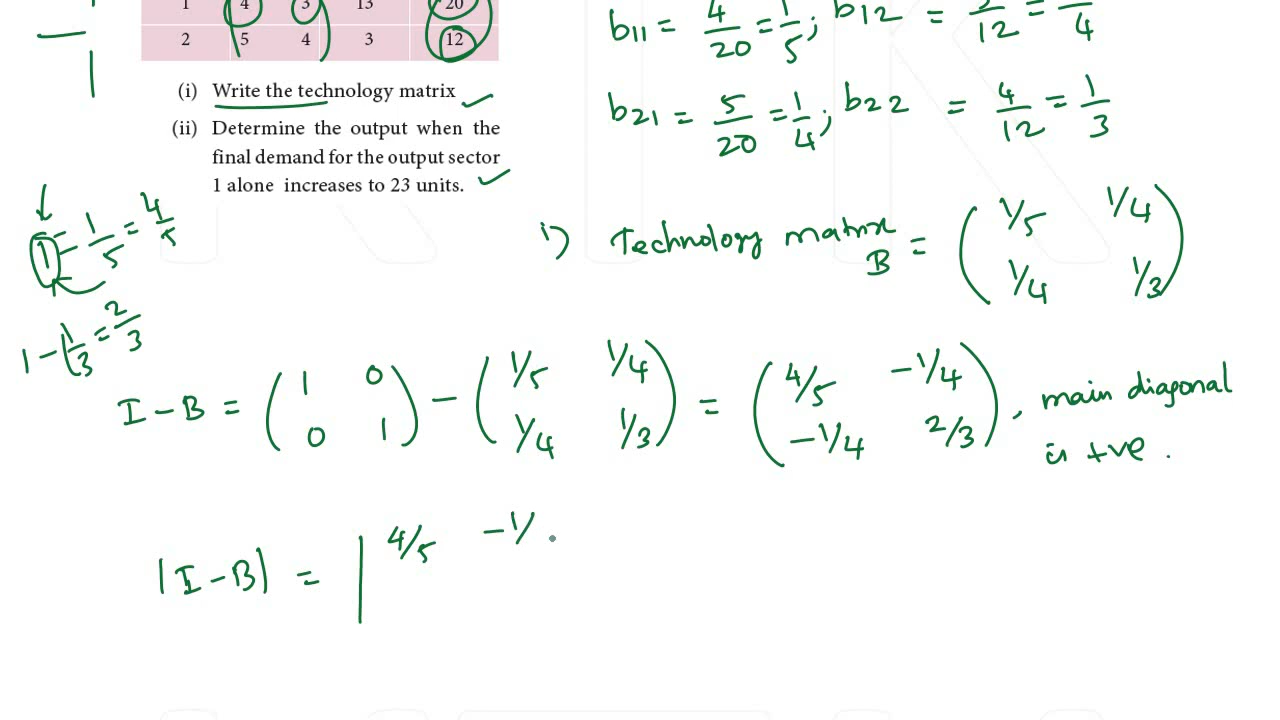 1 4 3 13 20
2 5 4 3 12
(i) Write the technology matrix
(ii) Determine the output when the
final demand for the output sector
1 alone increases to 23 units.
b11 = 4/20 = 1/5; b12 = 3/12 = 1/4
b21 = 5/20 = 1/4; b22 = 4/12 = 1/3
1 - 1/5 = 4/5
1 - 1/3 = 2/3
i) Technology matrix
B = (1/5 1/4
1/4 1/3)
I - B = (1 0
0 1) - (1/5 1/4
1/4 1/3) = (4/5 -1/4
-1/4 2/3), main diagonal
is +ve.
|I - B| = | 4/5 -1/